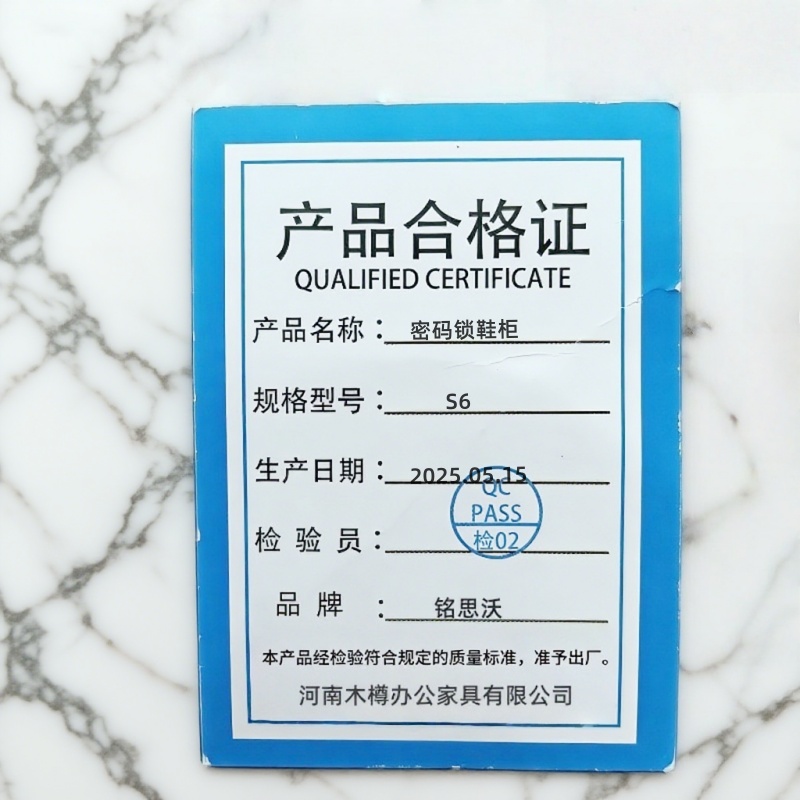 产品合格证
QUALIFIED CERTIFICATE
产品名称：密码锁鞋柜
规格型号：S6
生产日期：2025.05.15
QC
PASS
检验员：检02
品牌：铭思沃
本产品经检验符合规定的质量标准，准予出厂。
河南木樽办公家具有限公司